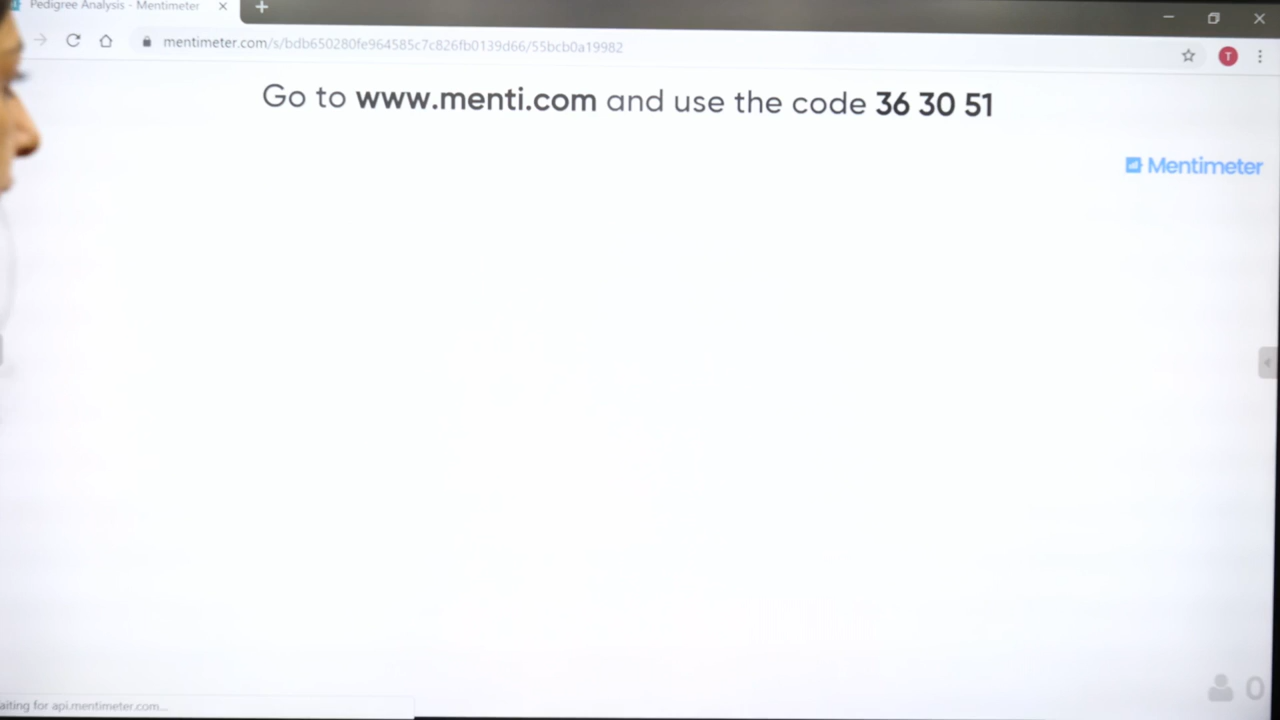 Pedigree Analysis - Mentimeter
mentimeter.com/s/bdb650280fe964585c7c826fb0139d66/55bcb0a19982
T
Go to www.menti.com and use the code 36 30 51
Mentimeter
0
aiting for api.mentimeter.com...